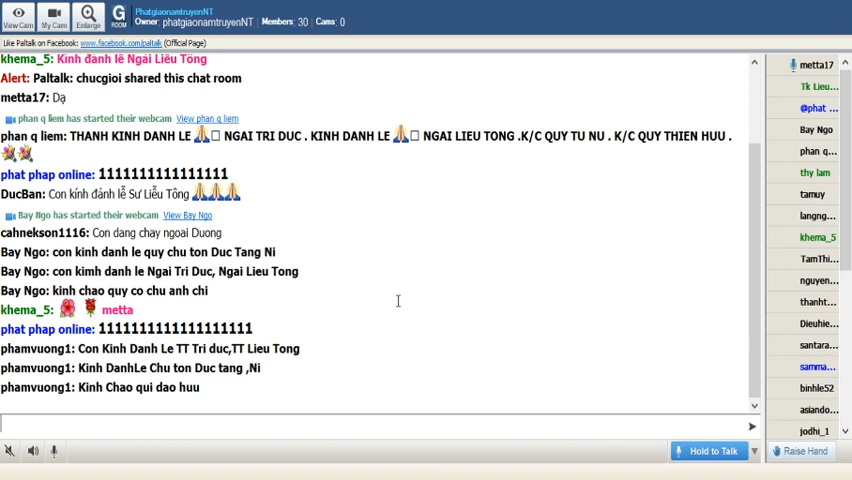 PhatgiaonamtruyenNT
Owner: phatgiaonamtruyenNT Members: 30 Cams: 0
View Cam My Cam Enlarge G ROOM
Like Paltalk on Facebook: www.facebook.com/paltalk (Official Page)
khema_5: Kính đảnh lễ Ngài Liễu Tông
Alert: Paltalk: chucgioi shared this chat room
metta17: Dạ
phan q liem has started their webcam View phan q liem
phan q liem: THANH KINH DANH LE 🙏□ NGAI TRI DUC . KINH DANH LE 🙏□ NGAI LIEU TONG .K/C QUY TU NU . K/C QUY THIEN HUU .
phat phap online: 1111111111111111
DucBan: Con kính đảnh lễ Sư Liễu Tông 🙏🙏🙏
Bay Ngo has started their webcam View Bay Ngo
cahnekson1116: Con dang chay ngoai Duong
Bay Ngo: con kinh danh le quy chu ton Duc Tang Ni
Bay Ngo: con kimh danh le Ngai Tri Duc, Ngai Lieu Tong
Bay Ngo: kinh chao quy co chu anh chi
khema_5: 🌺 🌹 metta
phat phap online: 1111111111111111111
phamvuong1: Con Kinh Danh Le TT Tri duc,TT Lieu Tong
phamvuong1: Kinh DanhLe Chu ton Duc tang ,Ni
phamvuong1: Kinh Chao qui dao huu
Hold to Talk
Raise Hand
metta17
Tk Lieu...
@phat ...
Bay Ngo
phan q...
thy lam
tamuy
langng...
khema_5
TamThi...
nguyen...
thanht...
Dieuhie...
santara...
samma...
binhle52
asiando...
jodhi_1